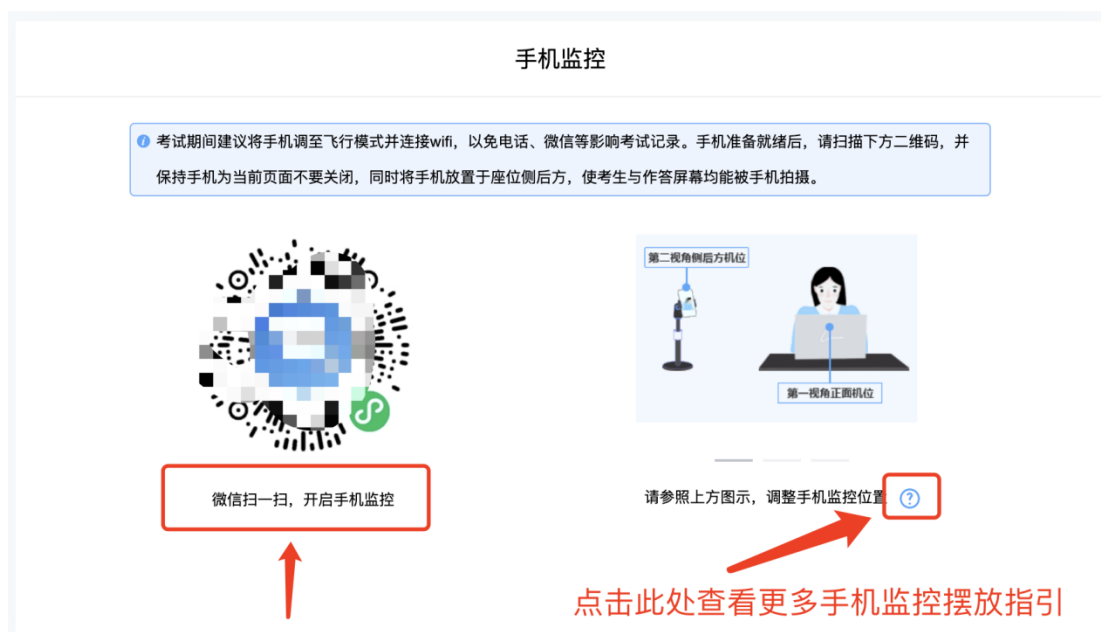 手机监控
考试期间建议将手机调至飞行模式并连接wifi，以免电话、微信等影响考试记录。手机准备就绪后，请扫描下方二维码，并
保持手机为当前页面不要关闭，同时将手机放置于座位侧后方，使考生与作答屏幕均能被手机拍摄。
第二视角侧后方机位
第一视角正面机位
微信扫一扫，开启手机监控
请参照上方图示，调整手机监控位置
点击此处查看更多手机监控摆放指引